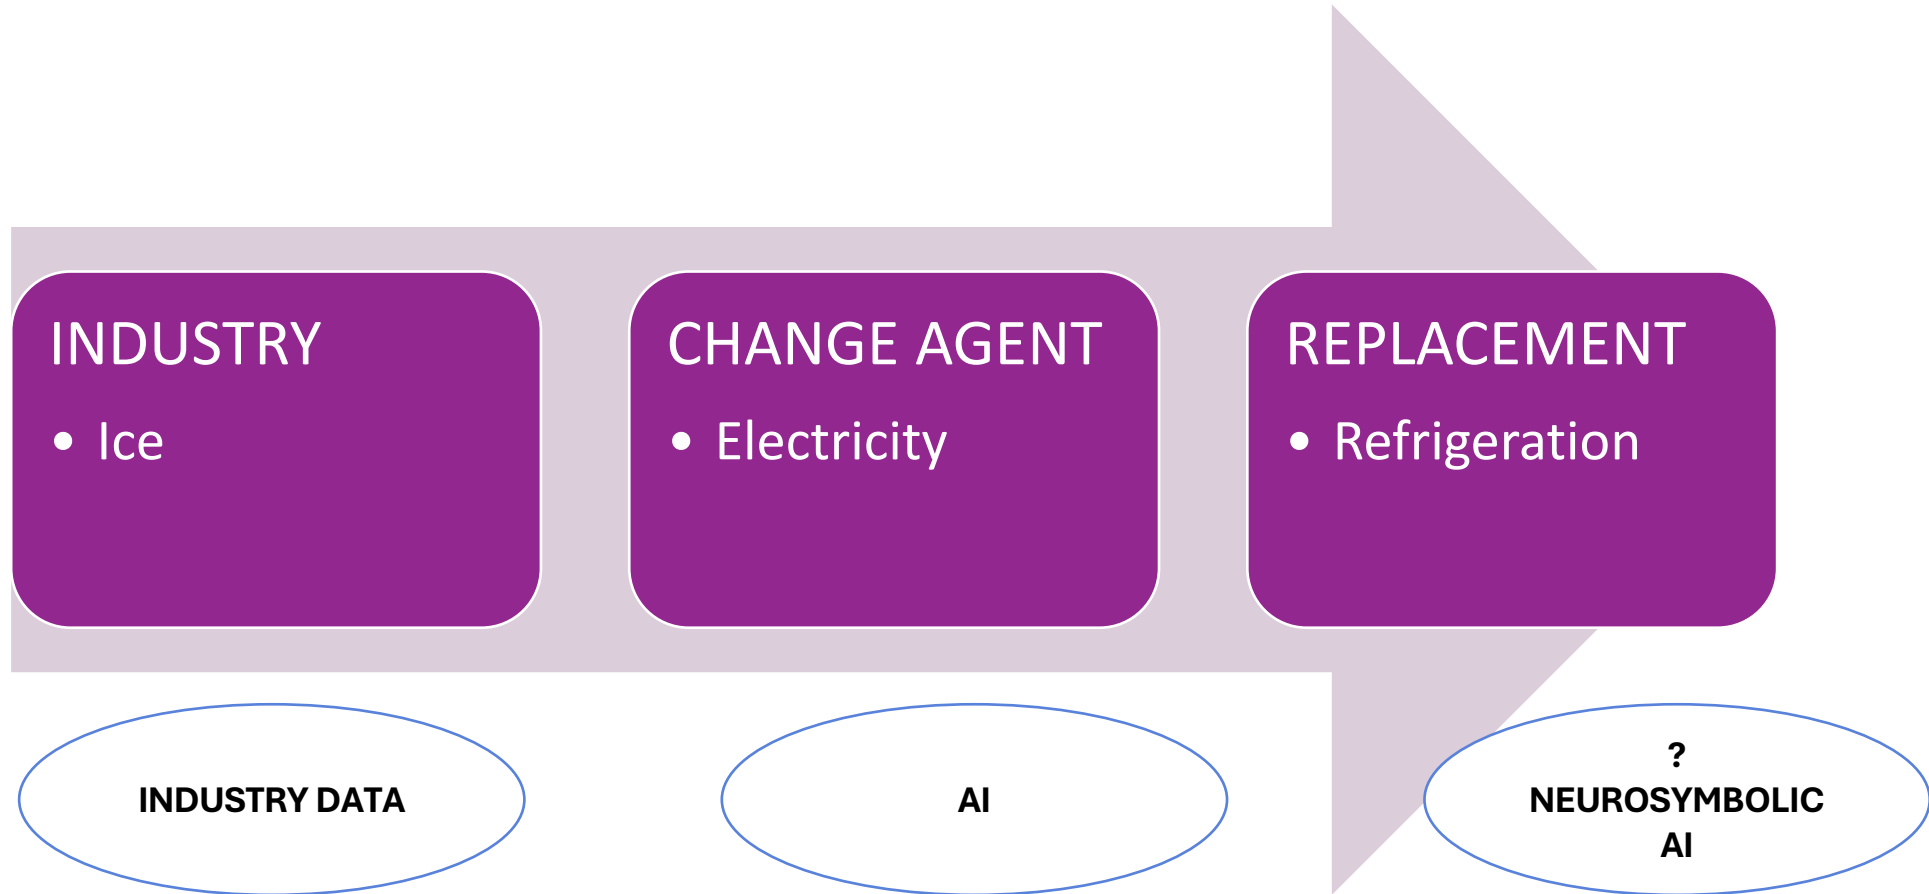 INDUSTRY
• Ice
CHANGE AGENT
• Electricity
REPLACEMENT
• Refrigeration
INDUSTRY DATA
AI
?
NEUROSYMBOLIC
AI